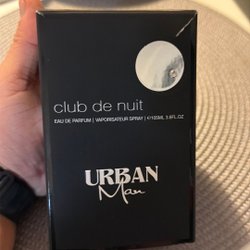 club de nuit
EAU DE PARFUM | VAPORISATEUR SPRAY | ℮105ML 3.6FL.OZ
URBAN
Man